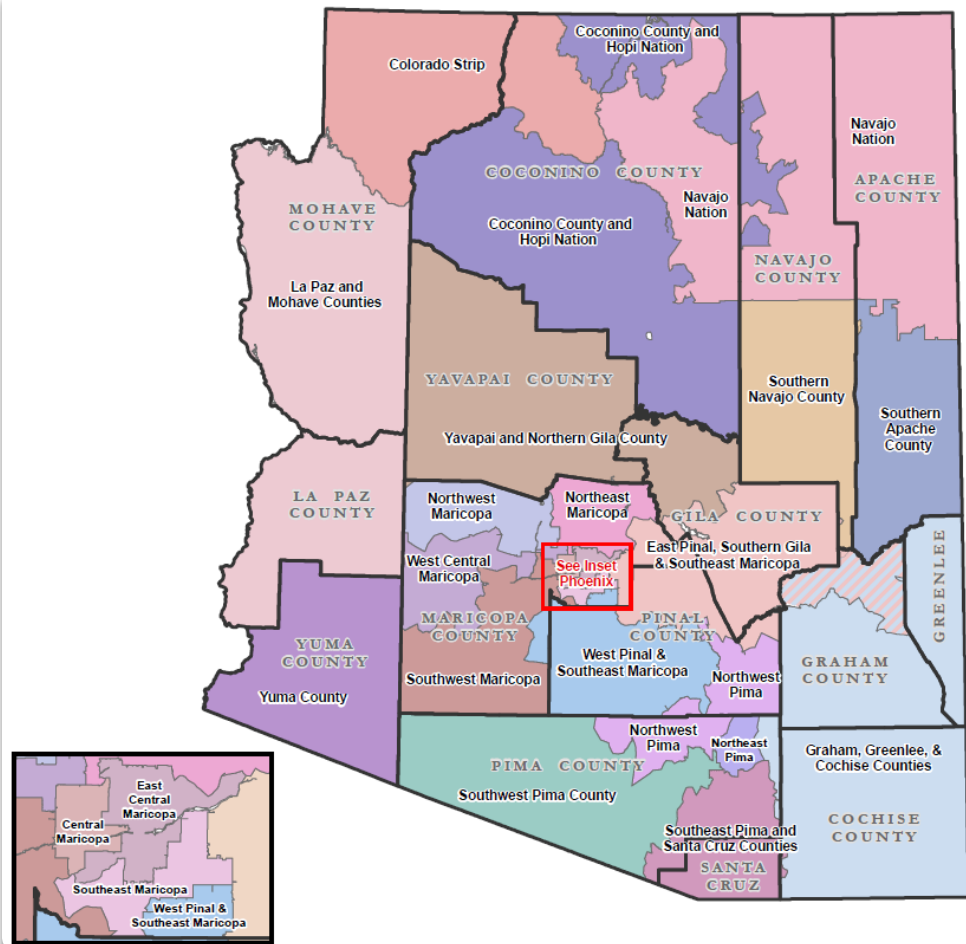 Coconino County and
Hopi Nation
Colorado Strip
Navajo
Nation
COCONINO COUNTY
APACHE
COUNTY
MOHAVE
COUNTY
Navajo
Nation
Coconino County and
Hopi Nation
NAVAJO
COUNTY
La Paz and
Mohave Counties
YAVAPAI COUNTY
Southern
Navajo County
Southern
Apache
County
Yavapai and Northern Gila County
LA PAZ
COUNTY
Northwest
Maricopa
Northeast
Maricopa
GILA COUNTY
East Pinal, Southern Gila
& Southeast Maricopa
West Central
Maricopa
See Inset
Phoenix
GREENLEE
MARICOPA
COUNTY
PINAL
COUNTY
YUMA
COUNTY
Yuma County
West Pinal &
Southeast Maricopa
Southwest Maricopa
Northwest
Pima
GRAHAM
COUNTY
Northwest
Pima
Northeast
Pima
Graham, Greenlee, &
Cochise Counties
PIMA COUNTY
Southwest Pima County
COCHISE
COUNTY
Southeast Pima and
Santa Cruz Counties
SANTA
CRUZ
East
Central
Maricopa
Central
Maricopa
Southeast Maricopa
West Pinal &
Southeast Maricopa